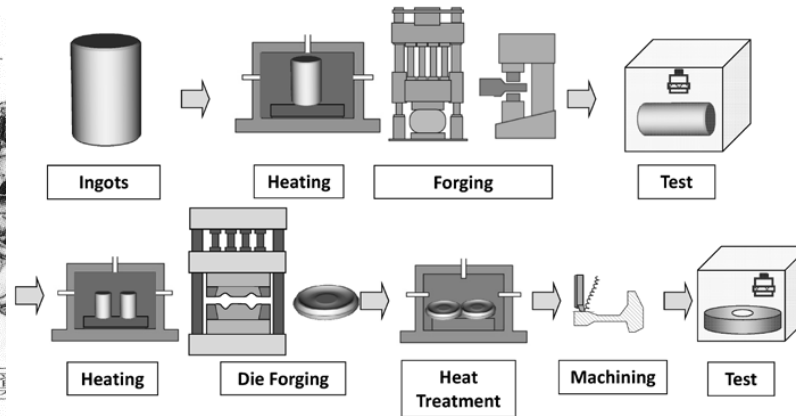 Ingots
Heating
Forging
Test
Heating
Die Forging
Heat
Treatment
Machining
Test